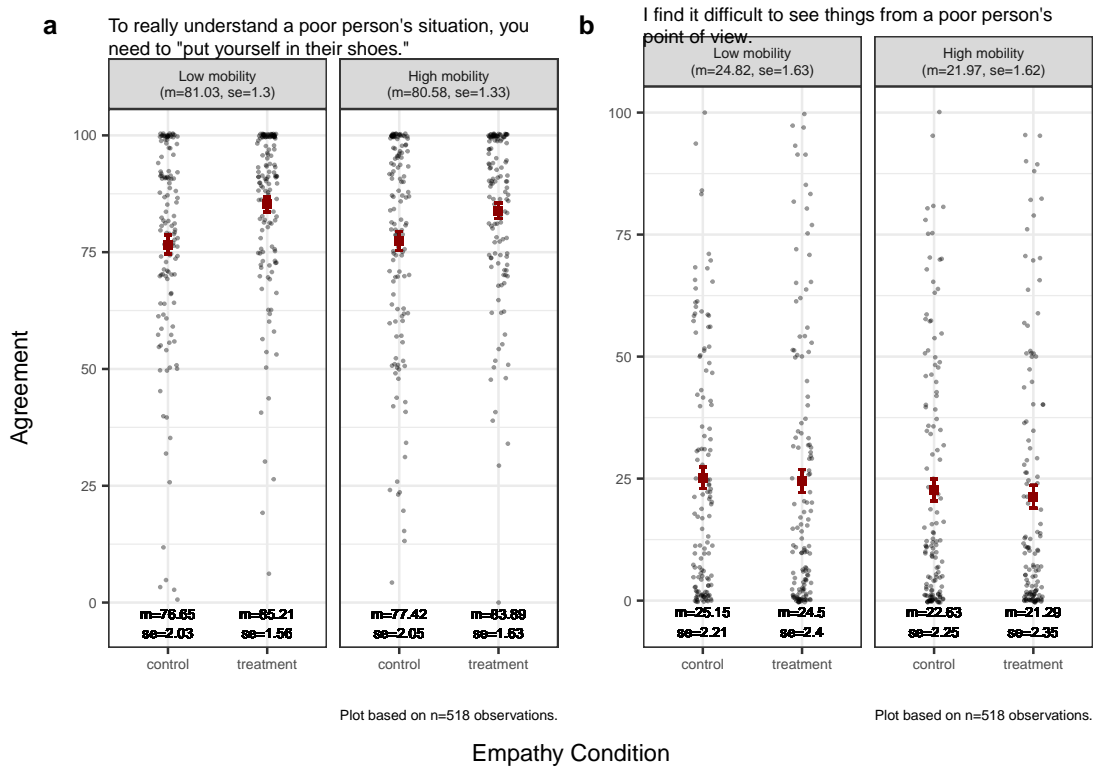 a
To really understand a poor person's situation, you
need to "put yourself in their shoes."
Low mobility
(m=81.03, se=1.3)
High mobility
(m=80.58, se=1.33)
100
75
50
25
0
m=76.65
se=2.03
m=85.21
se=1.56
m=77.42
se=2.05
m=83.89
se=1.63
control
treatment
control
treatment
Plot based on n=518 observations.
b
I find it difficult to see things from a poor person's
point of view.
Low mobility
(m=24.82, se=1.63)
High mobility
(m=21.97, se=1.62)
100
75
50
25
0
m=25.15
se=2.21
m=24.5
se=2.4
m=22.63
se=2.25
m=21.29
se=2.35
control
treatment
control
treatment
Plot based on n=518 observations.
Agreement
Empathy Condition